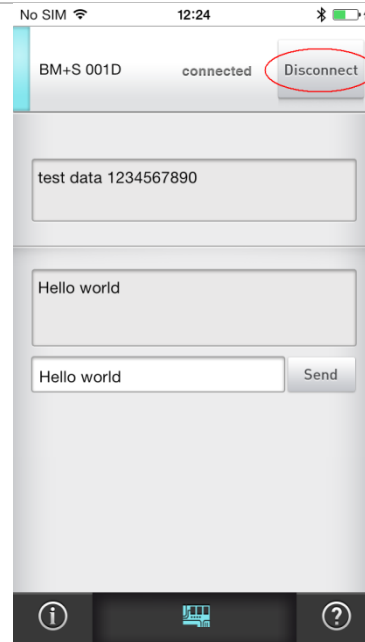 No SIM 12:24
BM+S 001D connected Disconnect
test data 1234567890
Hello world
Hello world Send